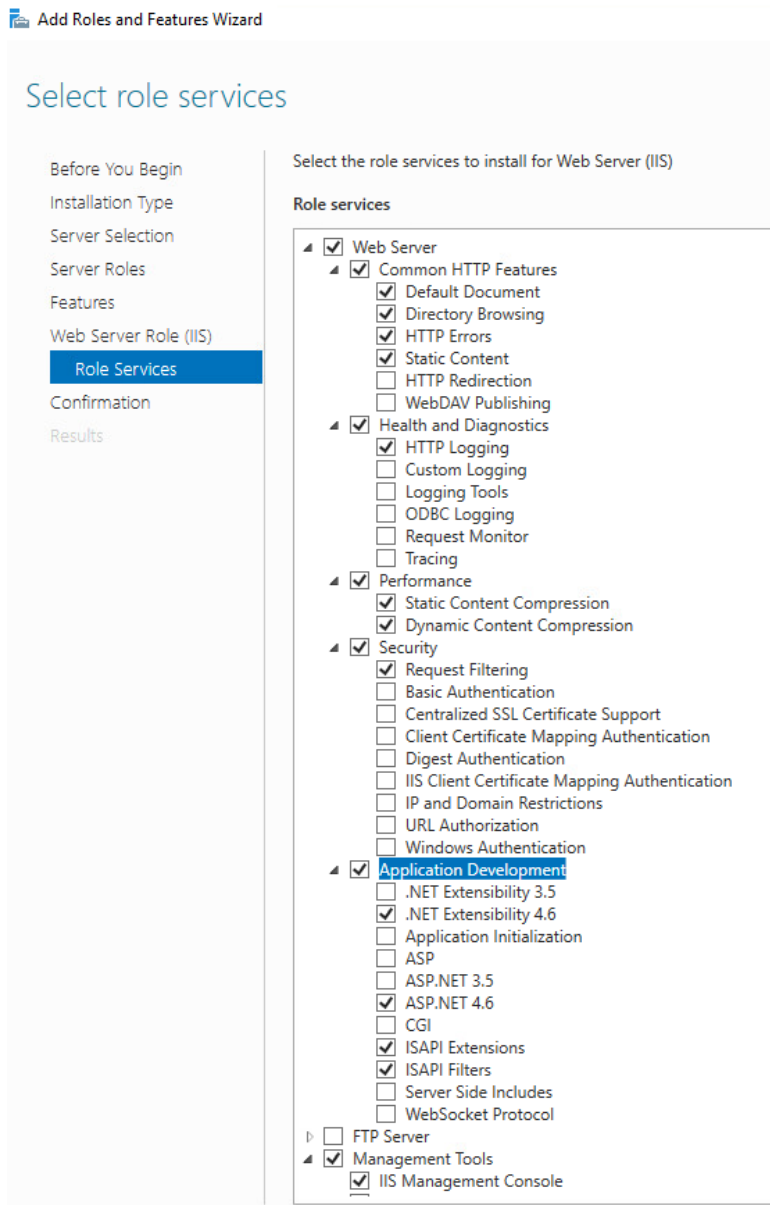 Add Roles and Features Wizard
Select role services
Before You Begin
Installation Type
Server Selection
Server Roles
Features
Web Server Role (IIS)
Role Services
Confirmation
Results
Select the role services to install for Web Server (IIS)
Role services
Web Server
Common HTTP Features
Default Document
Directory Browsing
HTTP Errors
Static Content
HTTP Redirection
WebDAV Publishing
Health and Diagnostics
HTTP Logging
Custom Logging
Logging Tools
ODBC Logging
Request Monitor
Tracing
Performance
Static Content Compression
Dynamic Content Compression
Security
Request Filtering
Basic Authentication
Centralized SSL Certificate Support
Client Certificate Mapping Authentication
Digest Authentication
IIS Client Certificate Mapping Authentication
IP and Domain Restrictions
URL Authorization
Windows Authentication
Application Development
.NET Extensibility 3.5
.NET Extensibility 4.6
Application Initialization
ASP
ASP.NET 3.5
ASP.NET 4.6
CGI
ISAPI Extensions
ISAPI Filters
Server Side Includes
WebSocket Protocol
FTP Server
Management Tools
IIS Management Console